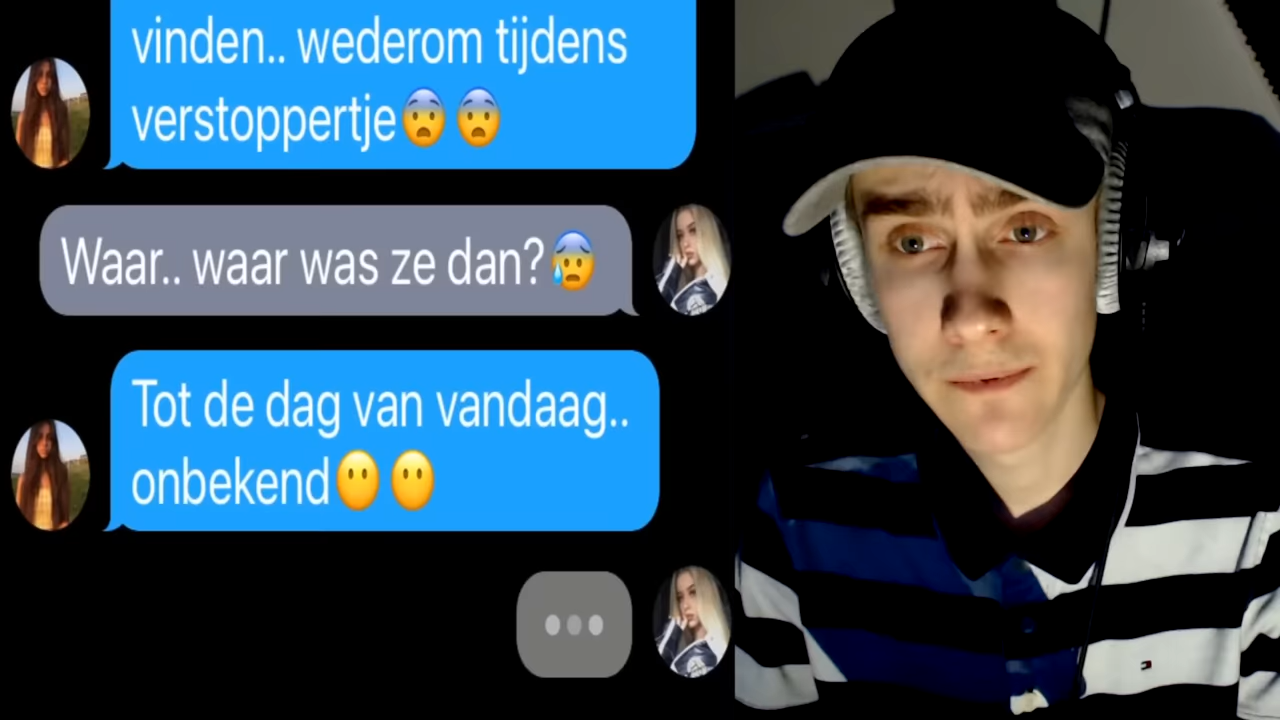 vinden.. wederom tijdens
verstoppertje😨😨
Waar.. waar was ze dan?😰
Tot de dag van vandaag..
onbekend😶😶